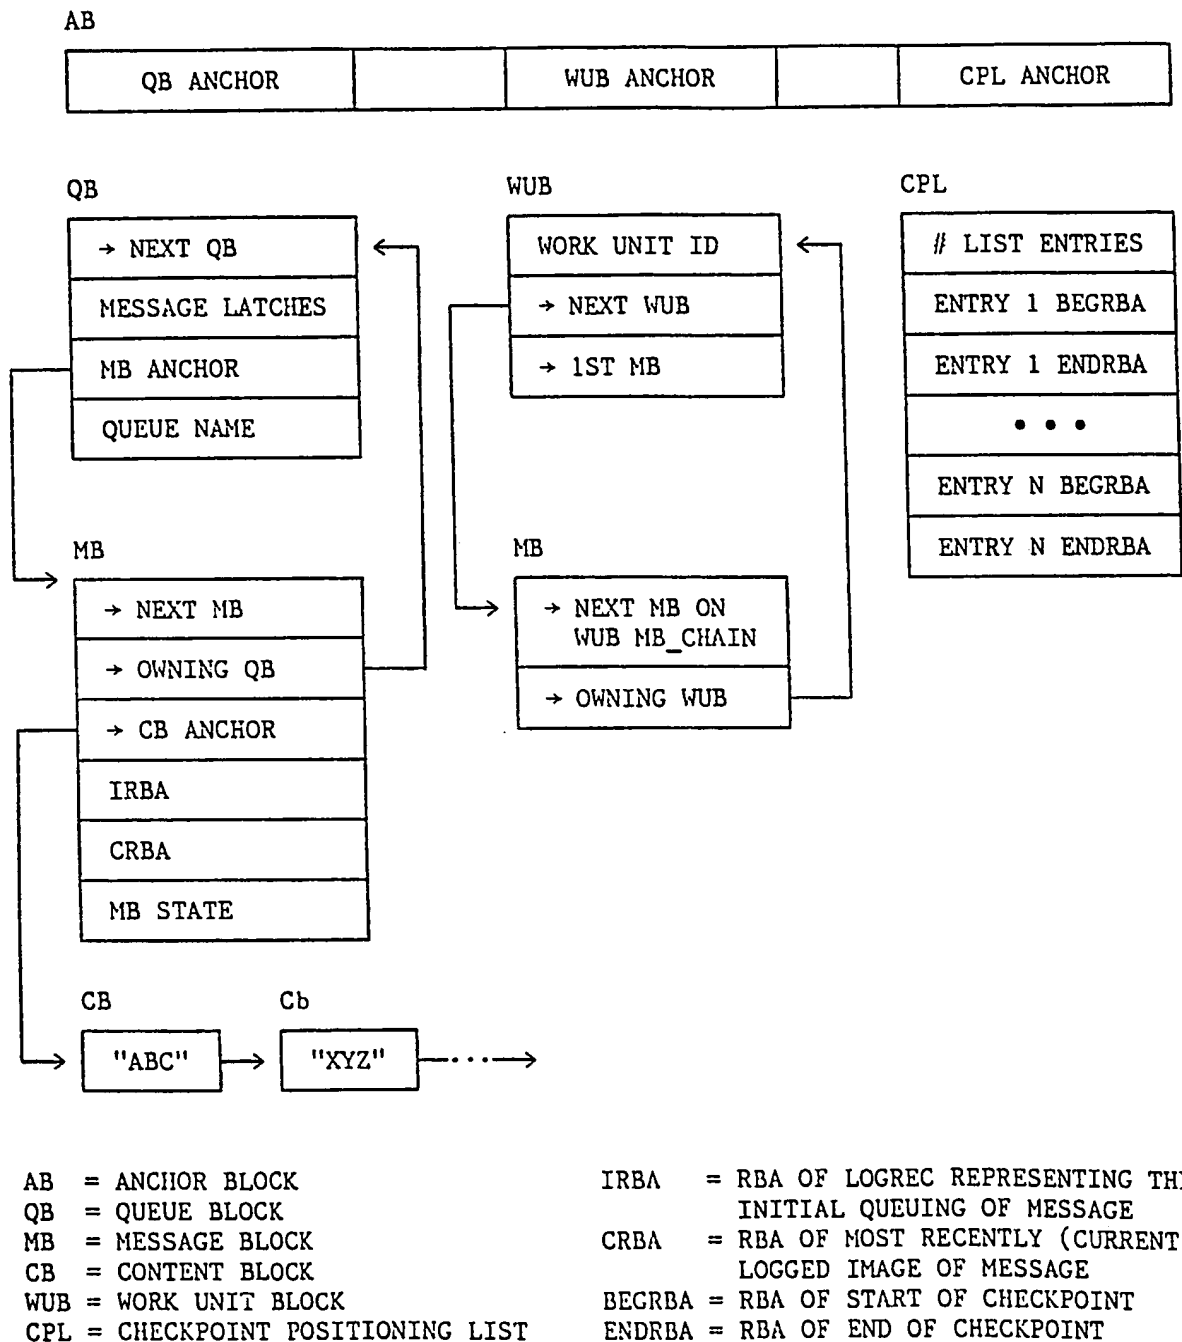 AB
QB ANCHOR WUB ANCHOR CPL ANCHOR
QB
→ NEXT QB
MESSAGE LATCHES
MB ANCHOR
QUEUE NAME
WUB
WORK UNIT ID
→ NEXT WUB
→ 1ST MB
CPL
# LIST ENTRIES
ENTRY 1 BEGRBA
ENTRY 1 ENDRBA
• • •
ENTRY N BEGRBA
ENTRY N ENDRBA
MB
→ NEXT MB
→ OWNING QB
→ CB ANCHOR
IRBA
CRBA
MB STATE
MB
→ NEXT MB ON
WUB MB_CHAIN
→ OWNING WUB
CB
"ABC"
Cb
"XYZ"
AB = ANCHOR BLOCK
QB = QUEUE BLOCK
MB = MESSAGE BLOCK
CB = CONTENT BLOCK
WUB = WORK UNIT BLOCK
CPL = CHECKPOINT POSITIONING LIST
IRBA = RBA OF LOGREC REPRESENTING
INITIAL QUEUING OF MESSAGE
CRBA = RBA OF MOST RECENTLY (CURRENT
LOGGED IMAGE OF MESSAGE
BEGRBA = RBA OF START OF CHECKPOINT
ENDRBA = RBA OF END OF CHECKPOINT